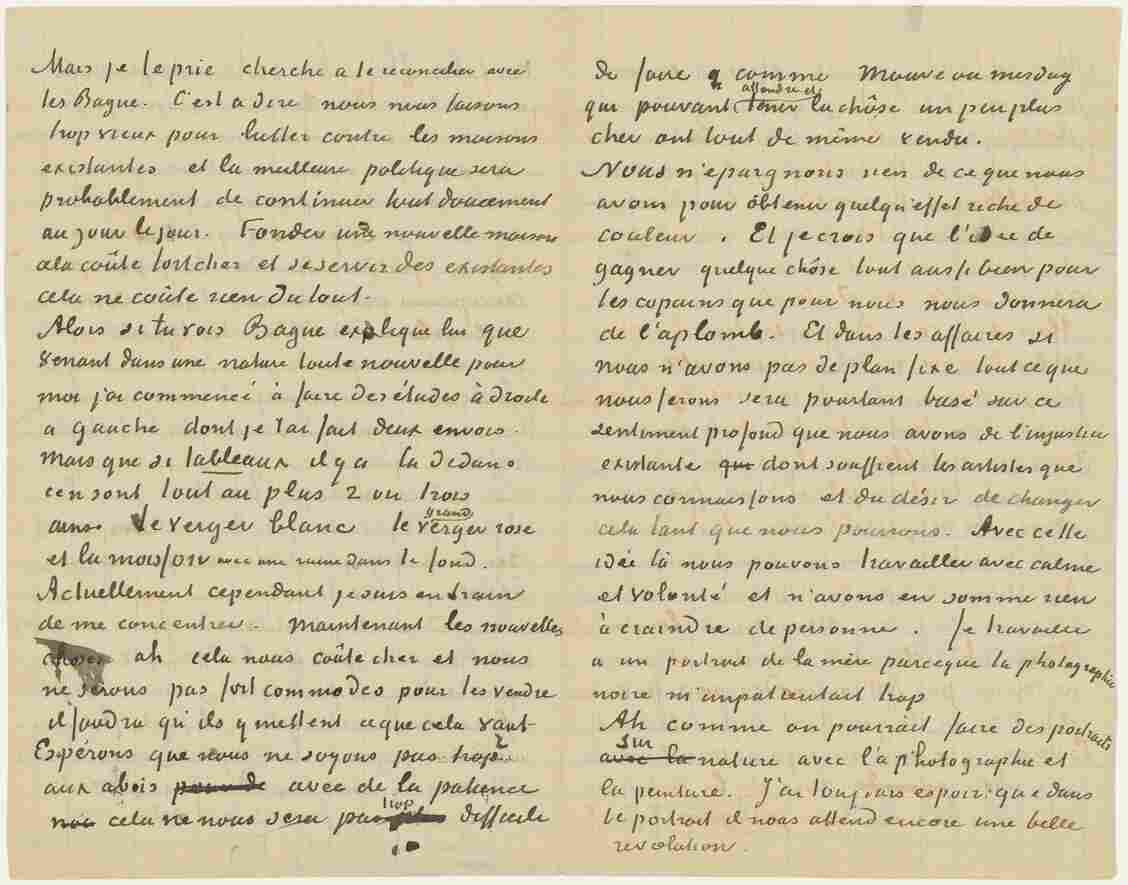 Mais je te prie cherche a te reconcilier avec
les Bague. C'est a dire nous nous faisons
trop vieux pour lutter contre les maisons
existantes et la meilleure politique sera
probablement de continuer tout doucement
au jour le jour. Fonder une nouvelle maison
ala coûte fort cher et se servir des existantes
cela ne coûte rien du tout.
Alors si tu vois Bague explique lui que
venant dans une nature toute nouvelle pour
moi j'ai commencé à faire des études à droite
a gauche dont je t'ai fait deux envois.
Mais que si tableaux il y a là dedans
cen sont tout au plus 2 ou trois
ainsi le verger blanc le grand verger rose
et la moisson avec une ruine dans le fond.
Actuellement cependant je suis en train
de me concentrer. Maintenant les nouvelles
choses ah cela nous coûte cher et nous
ne serons pas fort commodes pour les vendre
il faudra qu'ils y mettent ce que cela vaut
Espérons que nous ne soyons pas trop
aux abois avec de la patience
cela ne nous sera pas trop difficile
de faire comme Mauve ou mesdag
qui pouvant attendre et tenir la chôse un peu plus
cher ont tout de même vendu.
Nous n'épargnons rien de ce que nous
avons pour obtenir quelqu'effet riche de
couleur. Et je crois que l'idée de
gagner quelque chôse tout aussi bien pour
les copains que pour nous nous donnera
de l'aplomb. Et dans les affaires si
nous n'avons pas de plan fixe tout ce que
nous ferons sera pourtant basé sur ce
sentiment profond que nous avons de l'injustice
existante dont souffrent les artistes que
nous connaissons et du désir de changer
cela tant que nous pourrons. Avec cette
idée là nous pouvons travailler avec calme
et volonté et n'avons en somme rien
à craindre de personne. Je travaille
a un portrait de la mère parceque la photographie
noire m'impatientait trop
Ah comme on pourrait faire des portraits
sur nature avec la photographie et
la peinture. J'ai toujours espoir que dans
le portrait il nous attend encore une belle
revolution.